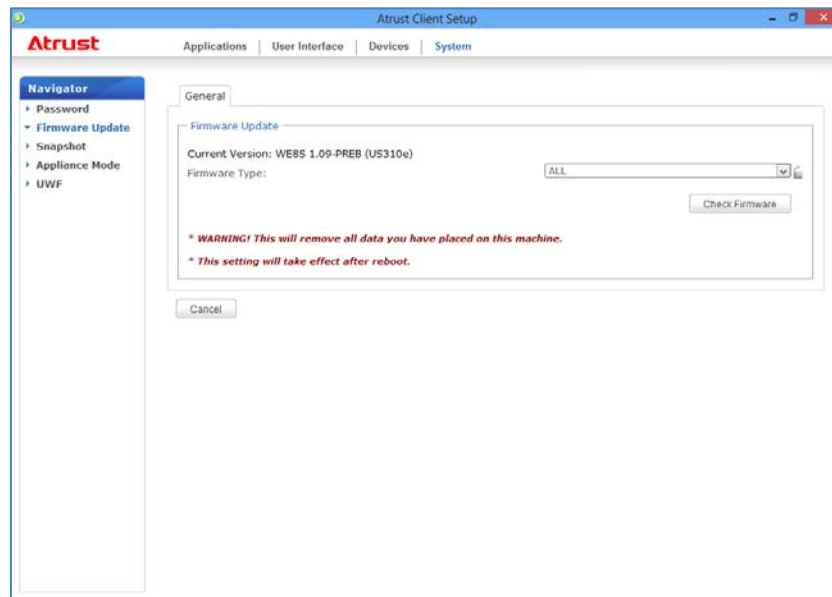 Atrust Client Setup
Atrust
Applications | User Interface | Devices | System
Navigator
Password
Firmware Update
Snapshot
Appliance Mode
UWF
General
Firmware Update
Current Version: WE8S 1.09-PREB (US310e)
Firmware Type: ALL
Check Firmware
* WARNING! This will remove all data you have placed on this machine.
* This setting will take effect after reboot.
Cancel